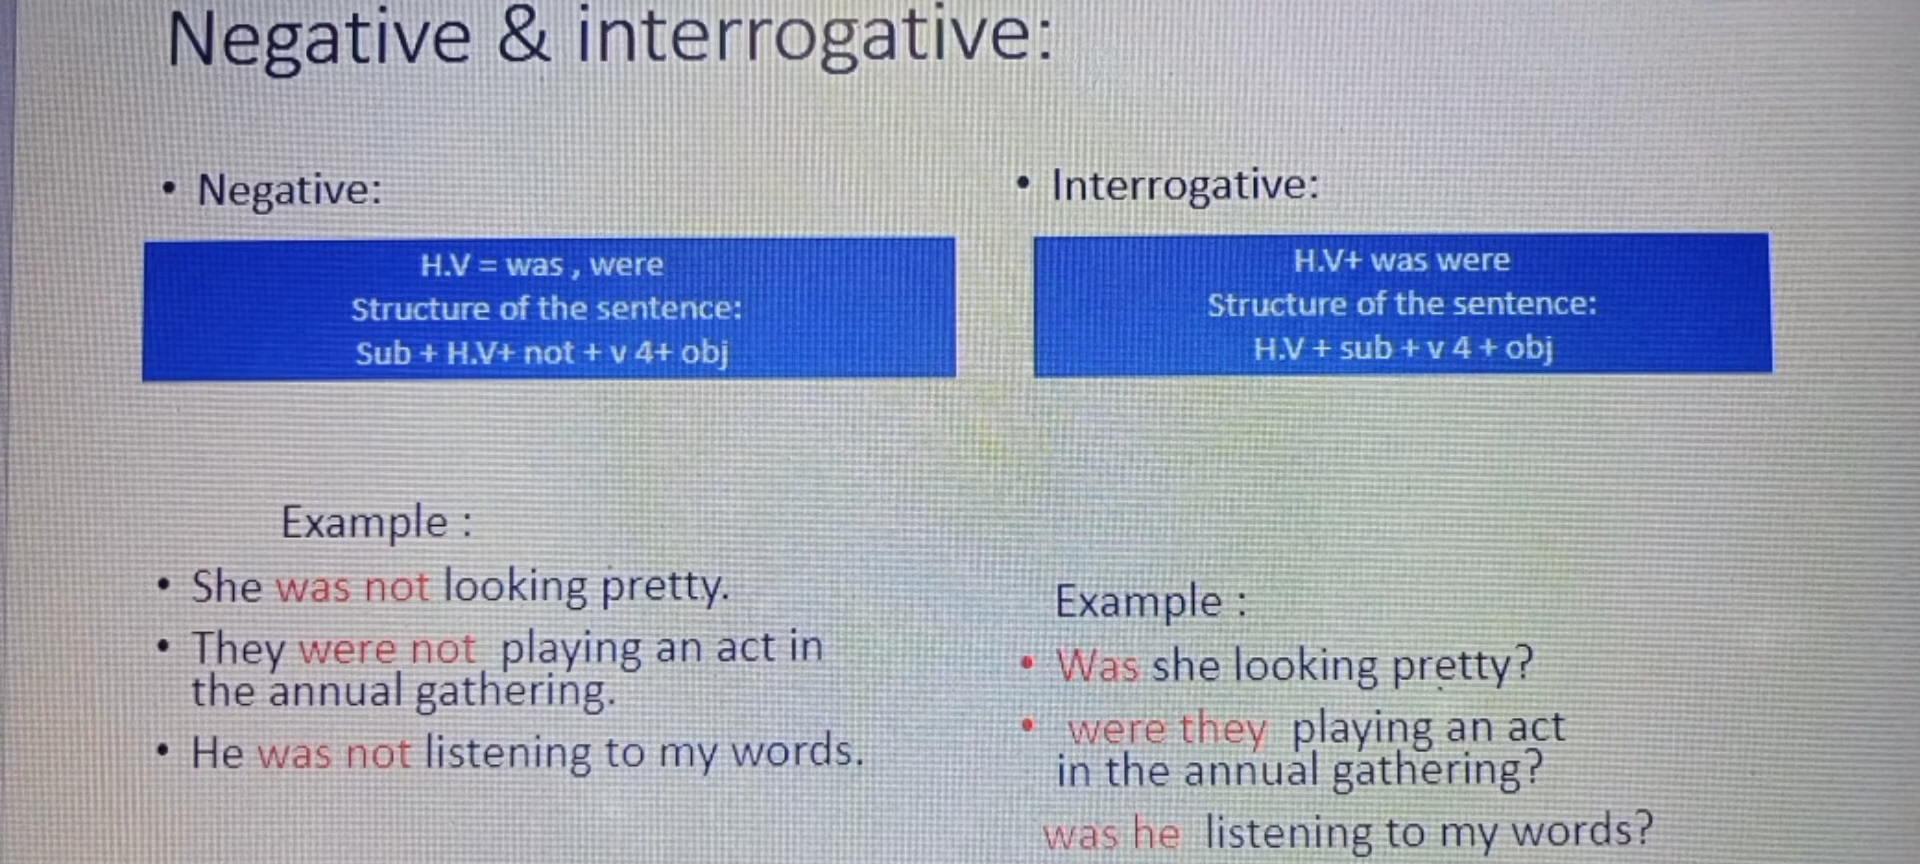 Negative & interrogative:
• Negative:
H.V = was , were
Structure of the sentence:
Sub + H.V+ not + v 4+ obj
Example :
• She was not looking pretty.
• They were not playing an act in
the annual gathering.
• He was not listening to my words.
• Interrogative:
H.V+ was were
Structure of the sentence:
H.V + sub + v 4 + obj
Example :
• Was she looking pretty?
• were they playing an act
in the annual gathering?
was he listening to my words?